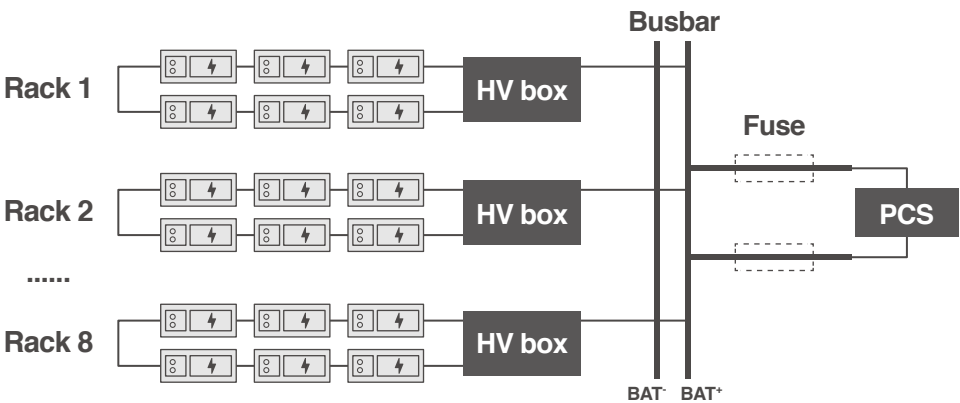 Busbar
Rack 1
HV box
Fuse
Rack 2
HV box
PCS
......
Rack 8
HV box
BAT- BAT+